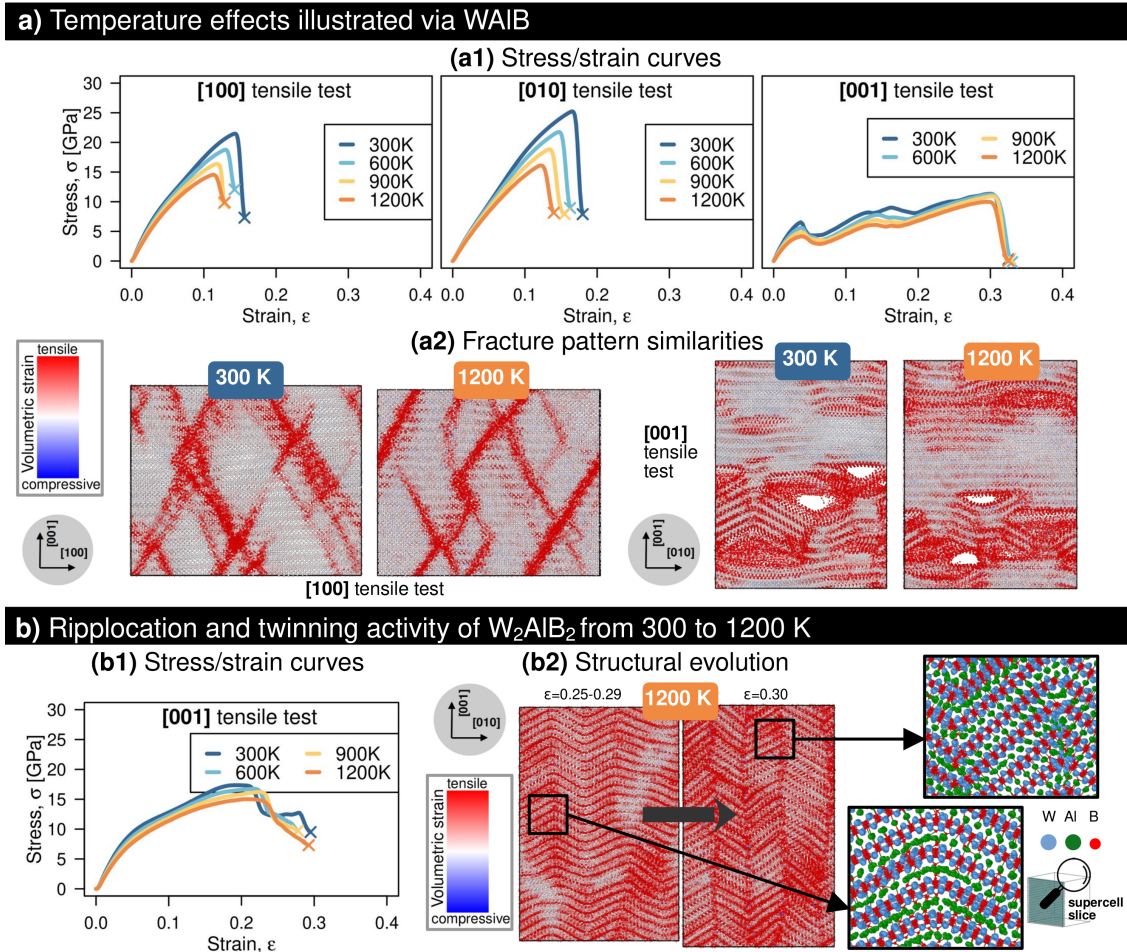 a) Temperature effects illustrated via WAlB
(a1) Stress/strain curves
[100] tensile test
[010] tensile test
[001] tensile test
Stress, σ [GPa]
30
25
20
15
10
5
0
300K
600K
900K
1200K
300K
600K
900K
1200K
300K 900K
600K 1200K
0.0 0.1 0.2 0.3 0.4
0.0 0.1 0.2 0.3 0.4
0.0 0.1 0.2 0.3 0.4
Strain, ε
Strain, ε
Strain, ε
(a2) Fracture pattern similarities
tensile
Volumetric strain
compressive
300 K
1200 K
300 K
1200 K
[001]
tensile
test
[001]
[100]
[001]
[010]
[100] tensile test
b) Ripplocation and twinning activity of W₂AlB₂ from 300 to 1200 K
(b1) Stress/strain curves
[001] tensile test
Stress, σ [GPa]
30
25
20
15
10
5
0
300K 900K
600K 1200K
0.0 0.1 0.2 0.3 0.4
Strain, ε
(b2) Structural evolution
[001]
[010]
ε=0.25-0.29
1200 K
ε=0.30
tensile
Volumetric strain
compressive
W Al B
supercell
slice